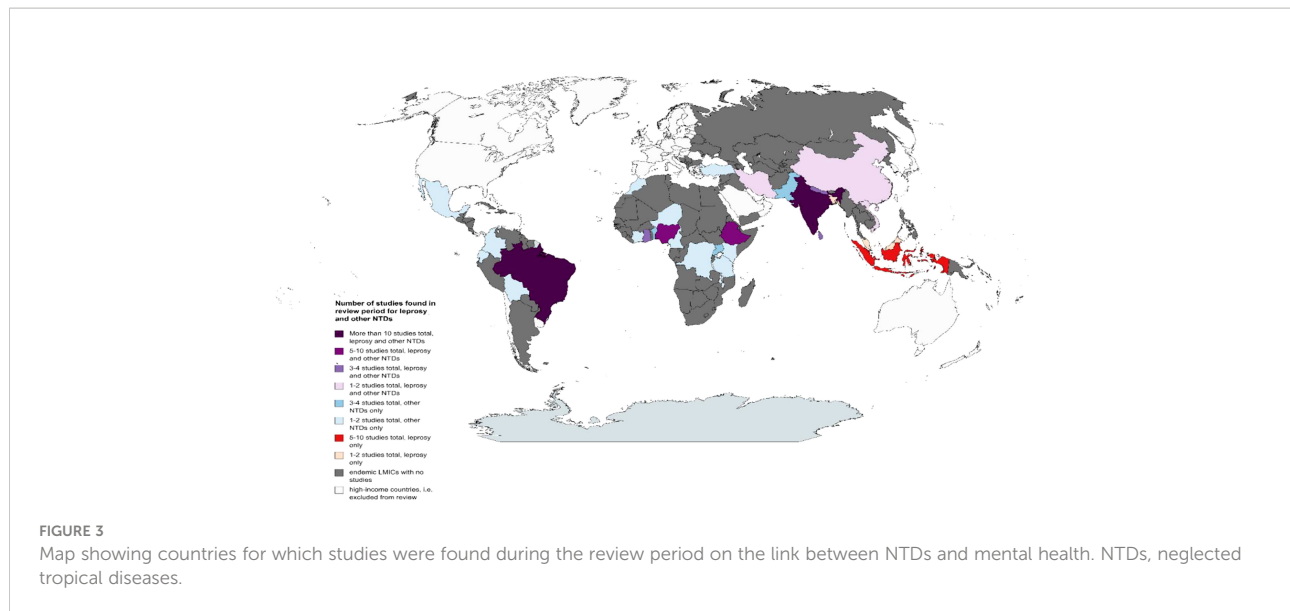 Number of studies found in
review period for leprosy
and other NTDs
More than 10 studies total,
leprosy and other NTDs
5-10 studies total, leprosy
and other NTDs
3-4 studies total, leprosy
and other NTDs
1-2 studies total, leprosy
and other NTDs
3-4 studies total, other
NTDs only
1-2 studies total, other
NTDs only
5-10 studies total, leprosy
only
1-2 studies total, leprosy
only
endemic LMICs with no
studies
high-income countries, i.e.
excluded from review
FIGURE 3
Map showing countries for which studies were found during the review period on the link between NTDs and mental health. NTDs, neglected
tropical diseases.